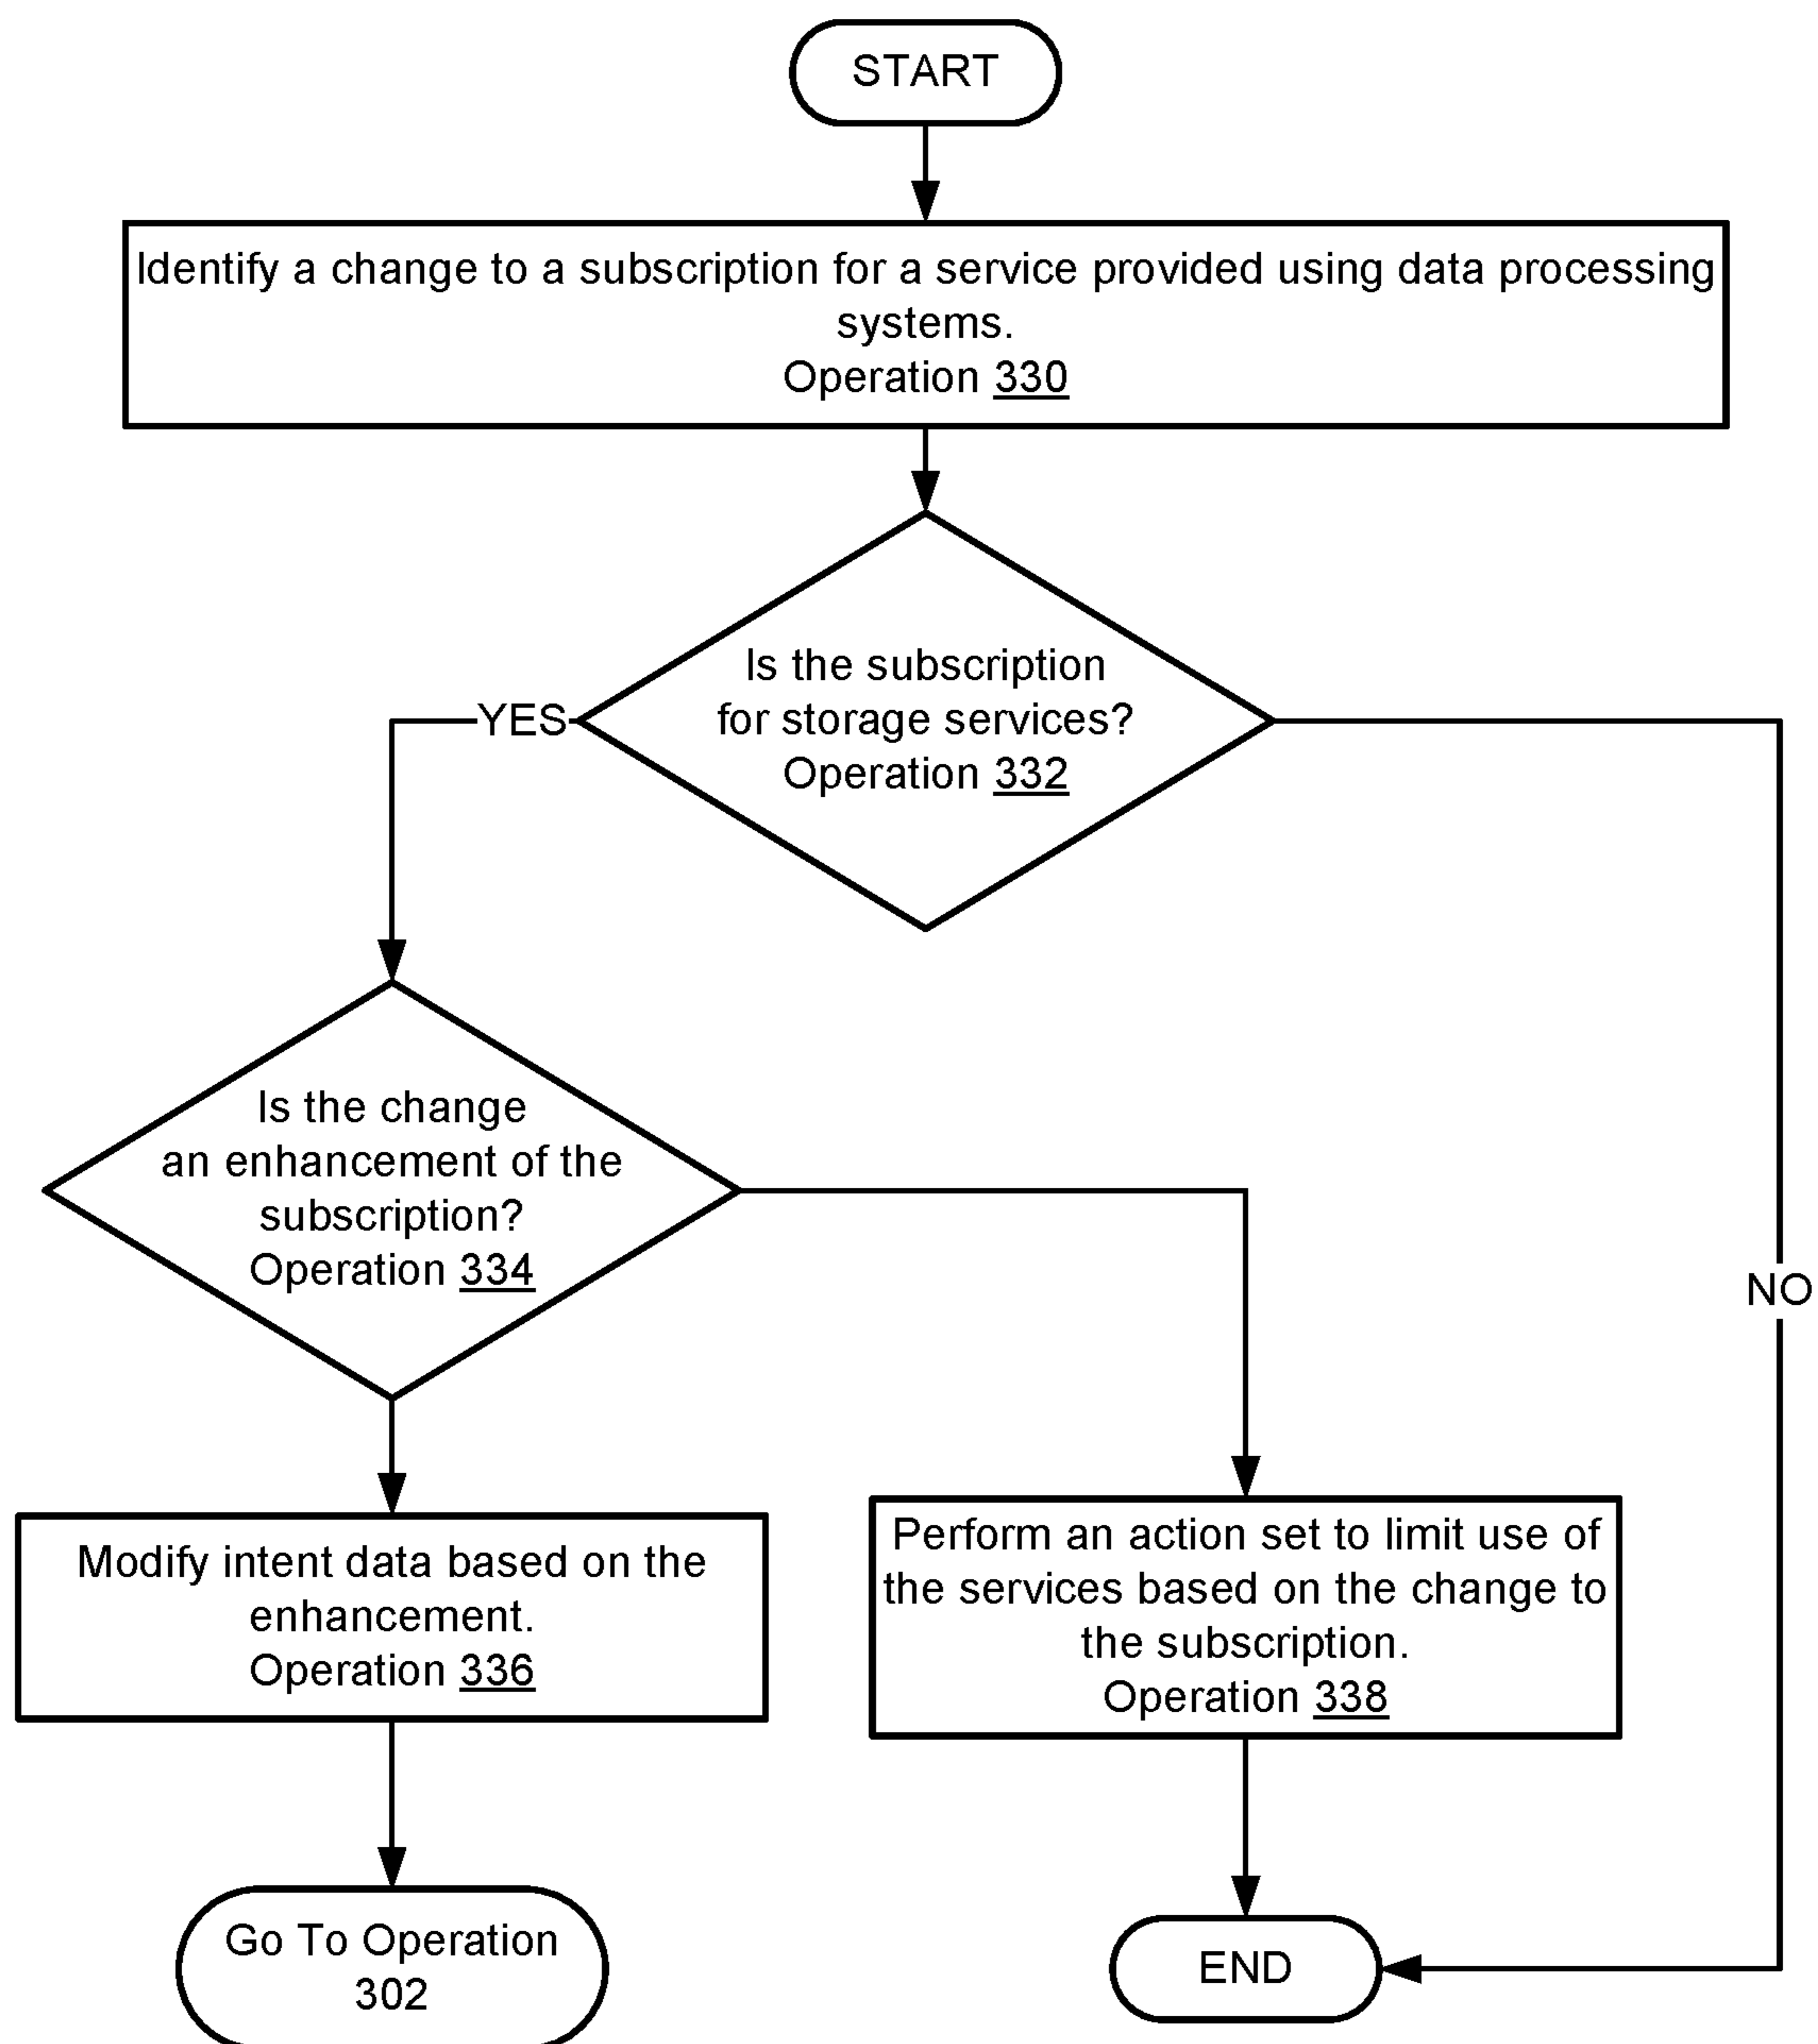 START
Identify a change to a subscription for a service provided using data processing
systems.
Operation 330
Is the subscription
for storage services?
Operation 332
YES
Is the change
an enhancement of the
subscription?
Operation 334
NO
Modify intent data based on the
enhancement.
Operation 336
Perform an action set to limit use of
the services based on the change to
the subscription.
Operation 338
Go To Operation
302
END